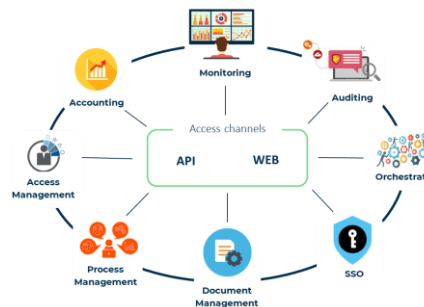 Monitoring
Accounting
Auditing
Access channels
API
WEB
Access
Management
Orchestrat
Process
Management
Document
Management
SSO